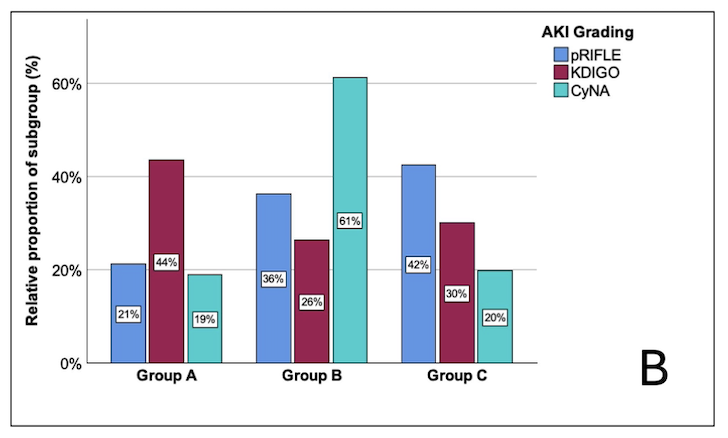 AKI Grading
pRIFLE
KDIGO
CyNA
Relative proportion of subgroup (%)
60%
40%
20%
0%
21%
44%
19%
36%
26%
61%
42%
30%
20%
Group A
Group B
Group C
B